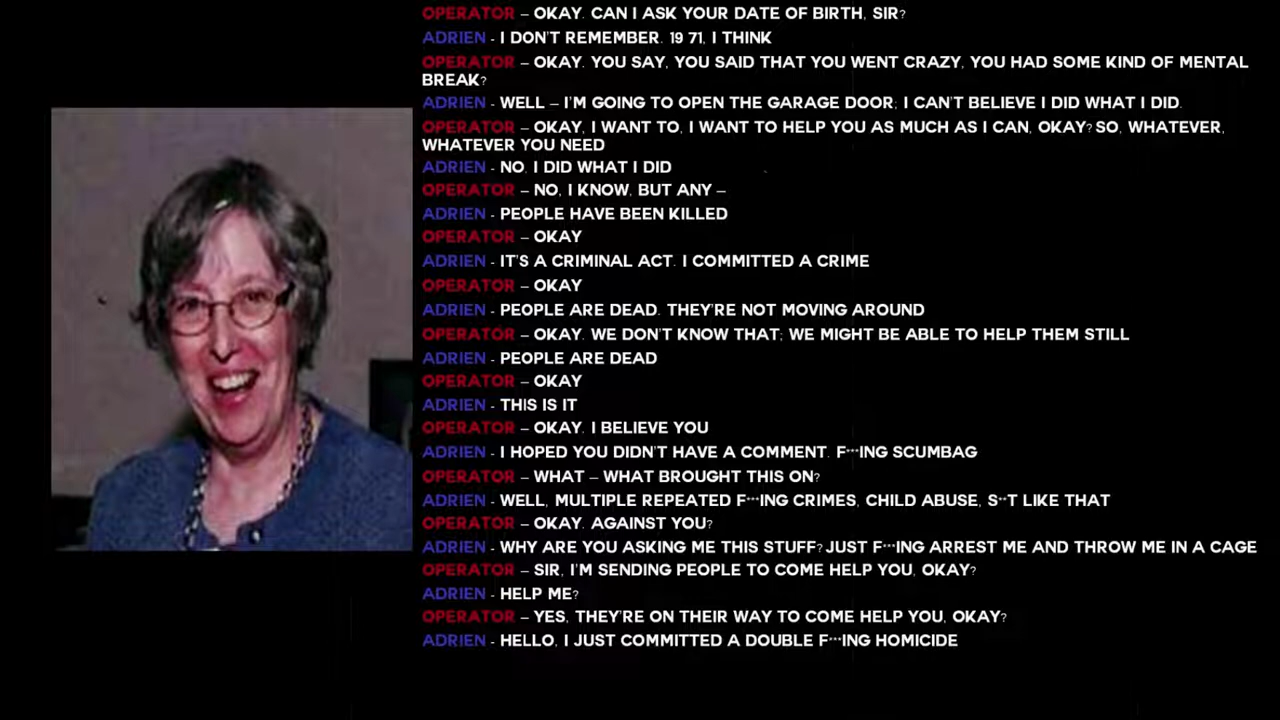 OPERATOR – OKAY. CAN I ASK YOUR DATE OF BIRTH, SIR?
ADRIEN - I DON'T REMEMBER. 19 71, I THINK
OPERATOR – OKAY. YOU SAY, YOU SAID THAT YOU WENT CRAZY, YOU HAD SOME KIND OF MENTAL
BREAK?
ADRIEN - WELL – I'M GOING TO OPEN THE GARAGE DOOR; I CAN'T BELIEVE I DID WHAT I DID.
OPERATOR – OKAY, I WANT TO, I WANT TO HELP YOU AS MUCH AS I CAN, OKAY? SO, WHATEVER,
WHATEVER YOU NEED
ADRIEN - NO, I DID WHAT I DID
OPERATOR – NO, I KNOW, BUT ANY –
ADRIEN - PEOPLE HAVE BEEN KILLED
OPERATOR – OKAY
ADRIEN - IT'S A CRIMINAL ACT. I COMMITTED A CRIME
OPERATOR – OKAY
ADRIEN - PEOPLE ARE DEAD. THEY'RE NOT MOVING AROUND
OPERATOR – OKAY. WE DON'T KNOW THAT; WE MIGHT BE ABLE TO HELP THEM STILL
ADRIEN - PEOPLE ARE DEAD
OPERATOR – OKAY
ADRIEN - THIS IS IT
OPERATOR – OKAY. I BELIEVE YOU
ADRIEN - I HOPED YOU DIDN'T HAVE A COMMENT. F***ING SCUMBAG
OPERATOR – WHAT – WHAT BROUGHT THIS ON?
ADRIEN - WELL, MULTIPLE REPEATED F***ING CRIMES, CHILD ABUSE, S**T LIKE THAT
OPERATOR – OKAY. AGAINST YOU?
ADRIEN - WHY ARE YOU ASKING ME THIS STUFF? JUST F***ING ARREST ME AND THROW ME IN A CAGE
OPERATOR – SIR, I'M SENDING PEOPLE TO COME HELP YOU, OKAY?
ADRIEN - HELP ME?
OPERATOR – YES, THEY'RE ON THEIR WAY TO COME HELP YOU, OKAY?
ADRIEN - HELLO, I JUST COMMITTED A DOUBLE F***ING HOMICIDE